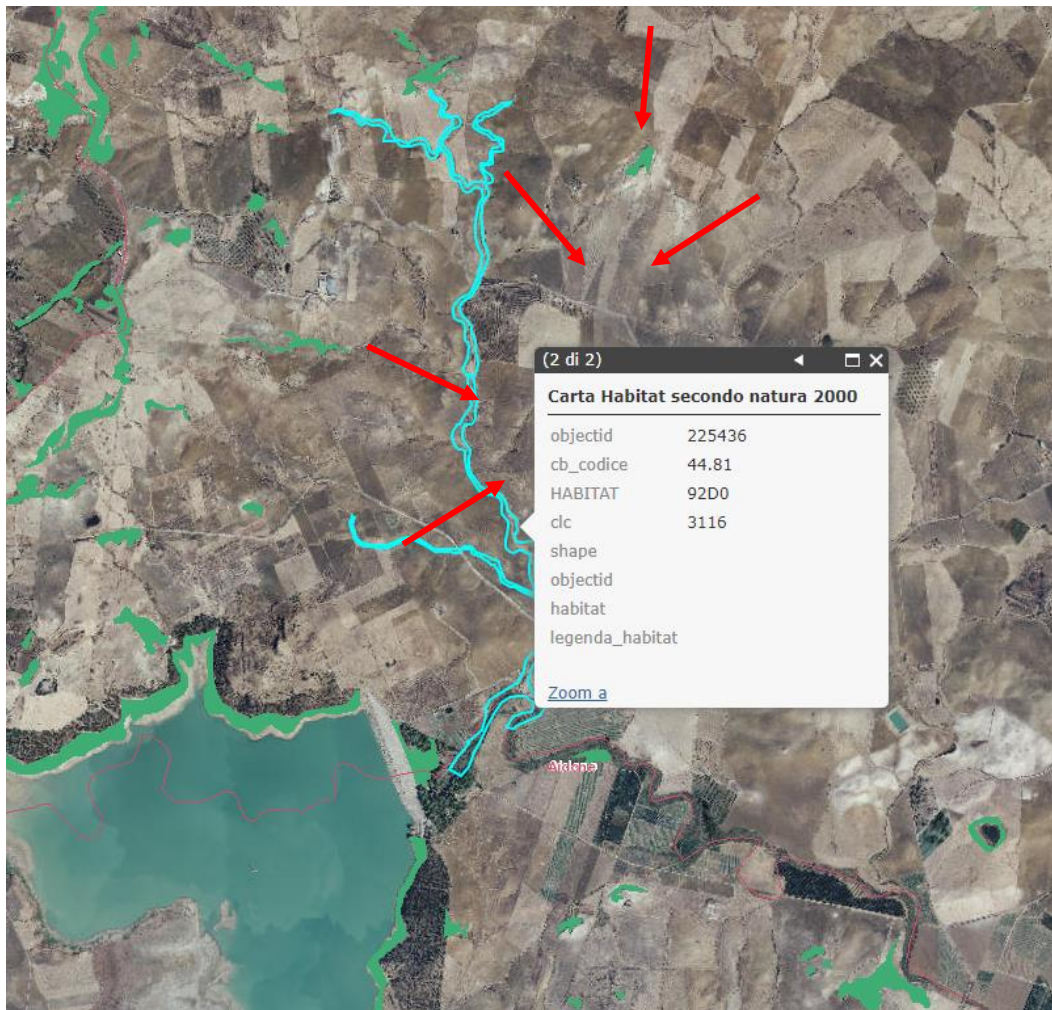 (2 di 2)
Carta Habitat secondo natura 2000
objectid 225436
cb_codice 44.81
HABITAT 92D0
clc 3116
shape
objectid
habitat
legenda_habitat
Zoom a